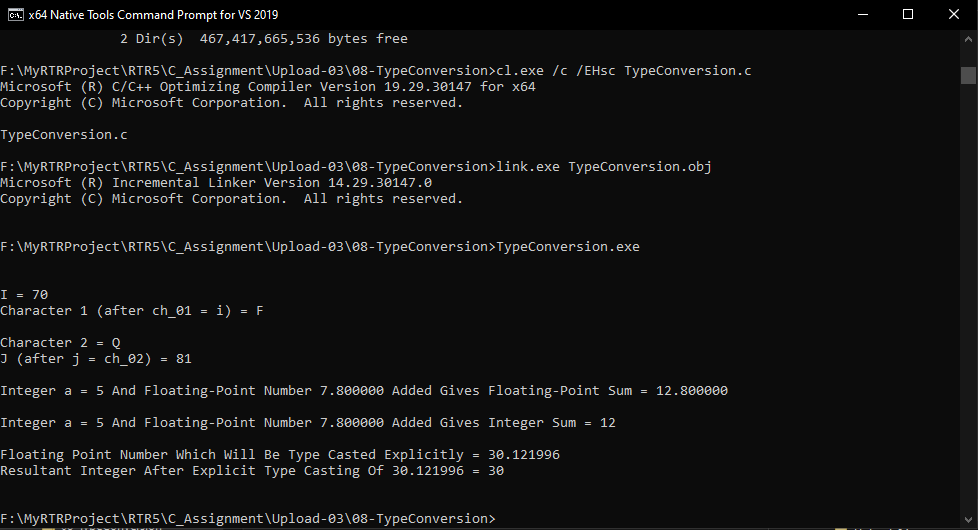 x64 Native Tools Command Prompt for VS 2019
2 Dir(s)  467,417,665,536 bytes free
F:\MyRTRProject\RTR5\C_Assignment\Upload-03\08-TypeConversion>cl.exe /c /EHsc TypeConversion.c
Microsoft (R) C/C++ Optimizing Compiler Version 19.29.30147 for x64
Copyright (C) Microsoft Corporation.  All rights reserved.
TypeConversion.c
F:\MyRTRProject\RTR5\C_Assignment\Upload-03\08-TypeConversion>link.exe TypeConversion.obj
Microsoft (R) Incremental Linker Version 14.29.30147.0
Copyright (C) Microsoft Corporation.  All rights reserved.
F:\MyRTRProject\RTR5\C_Assignment\Upload-03\08-TypeConversion>TypeConversion.exe
I = 70
Character 1 (after ch_01 = i) = F
Character 2 = Q
J (after j = ch_02) = 81
Integer a = 5 And Floating-Point Number 7.800000 Added Gives Floating-Point Sum = 12.800000
Integer a = 5 And Floating-Point Number 7.800000 Added Gives Integer Sum = 12
Floating Point Number Which Will Be Type Casted Explicitly = 30.121996
Resultant Integer After Explicit Type Casting Of 30.121996 = 30
F:\MyRTRProject\RTR5\C_Assignment\Upload-03\08-TypeConversion>